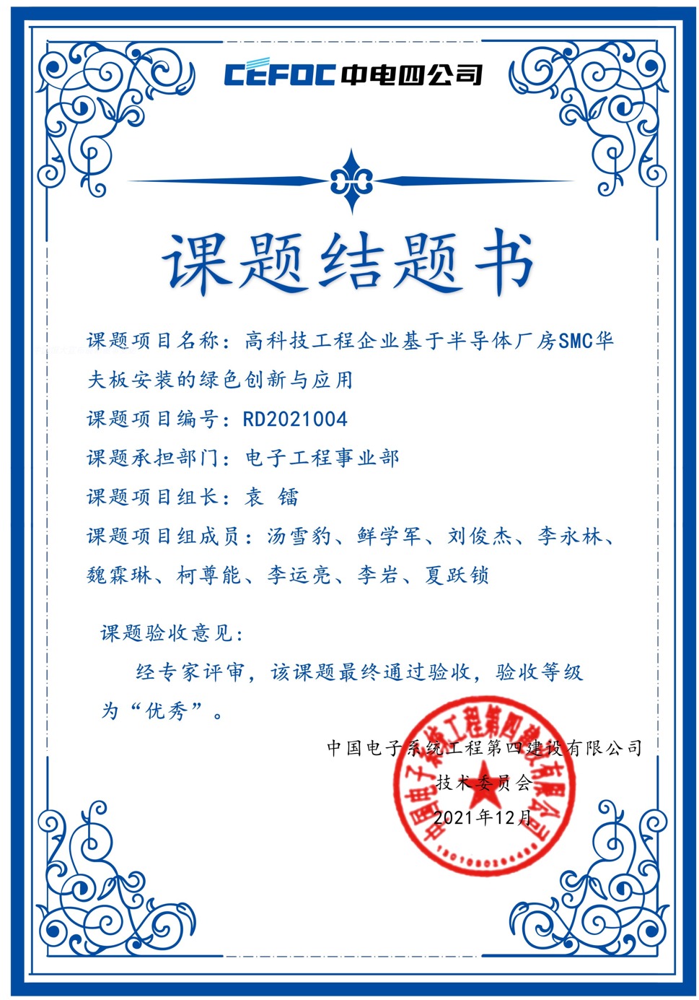 CEFOC 中电四公司
课题结题书
课题项目名称：高科技工程企业基于半导体厂房SMC华
夫板安装的绿色创新与应用
课题项目编号：RD2021004
课题承担部门：电子工程事业部
课题项目组长：袁 镭
课题项目组成员：汤雪豹、鲜学军、刘俊杰、李永林、
魏霖琳、柯尊能、李运亮、李岩、夏跃锁
课题验收意见：
经专家评审，该课题最终通过验收，验收等级
为“优秀”。
中国电子系统工程第四建设有限公司
技术委员会
2021年12月
中国电子系统工程第四建设有限公司